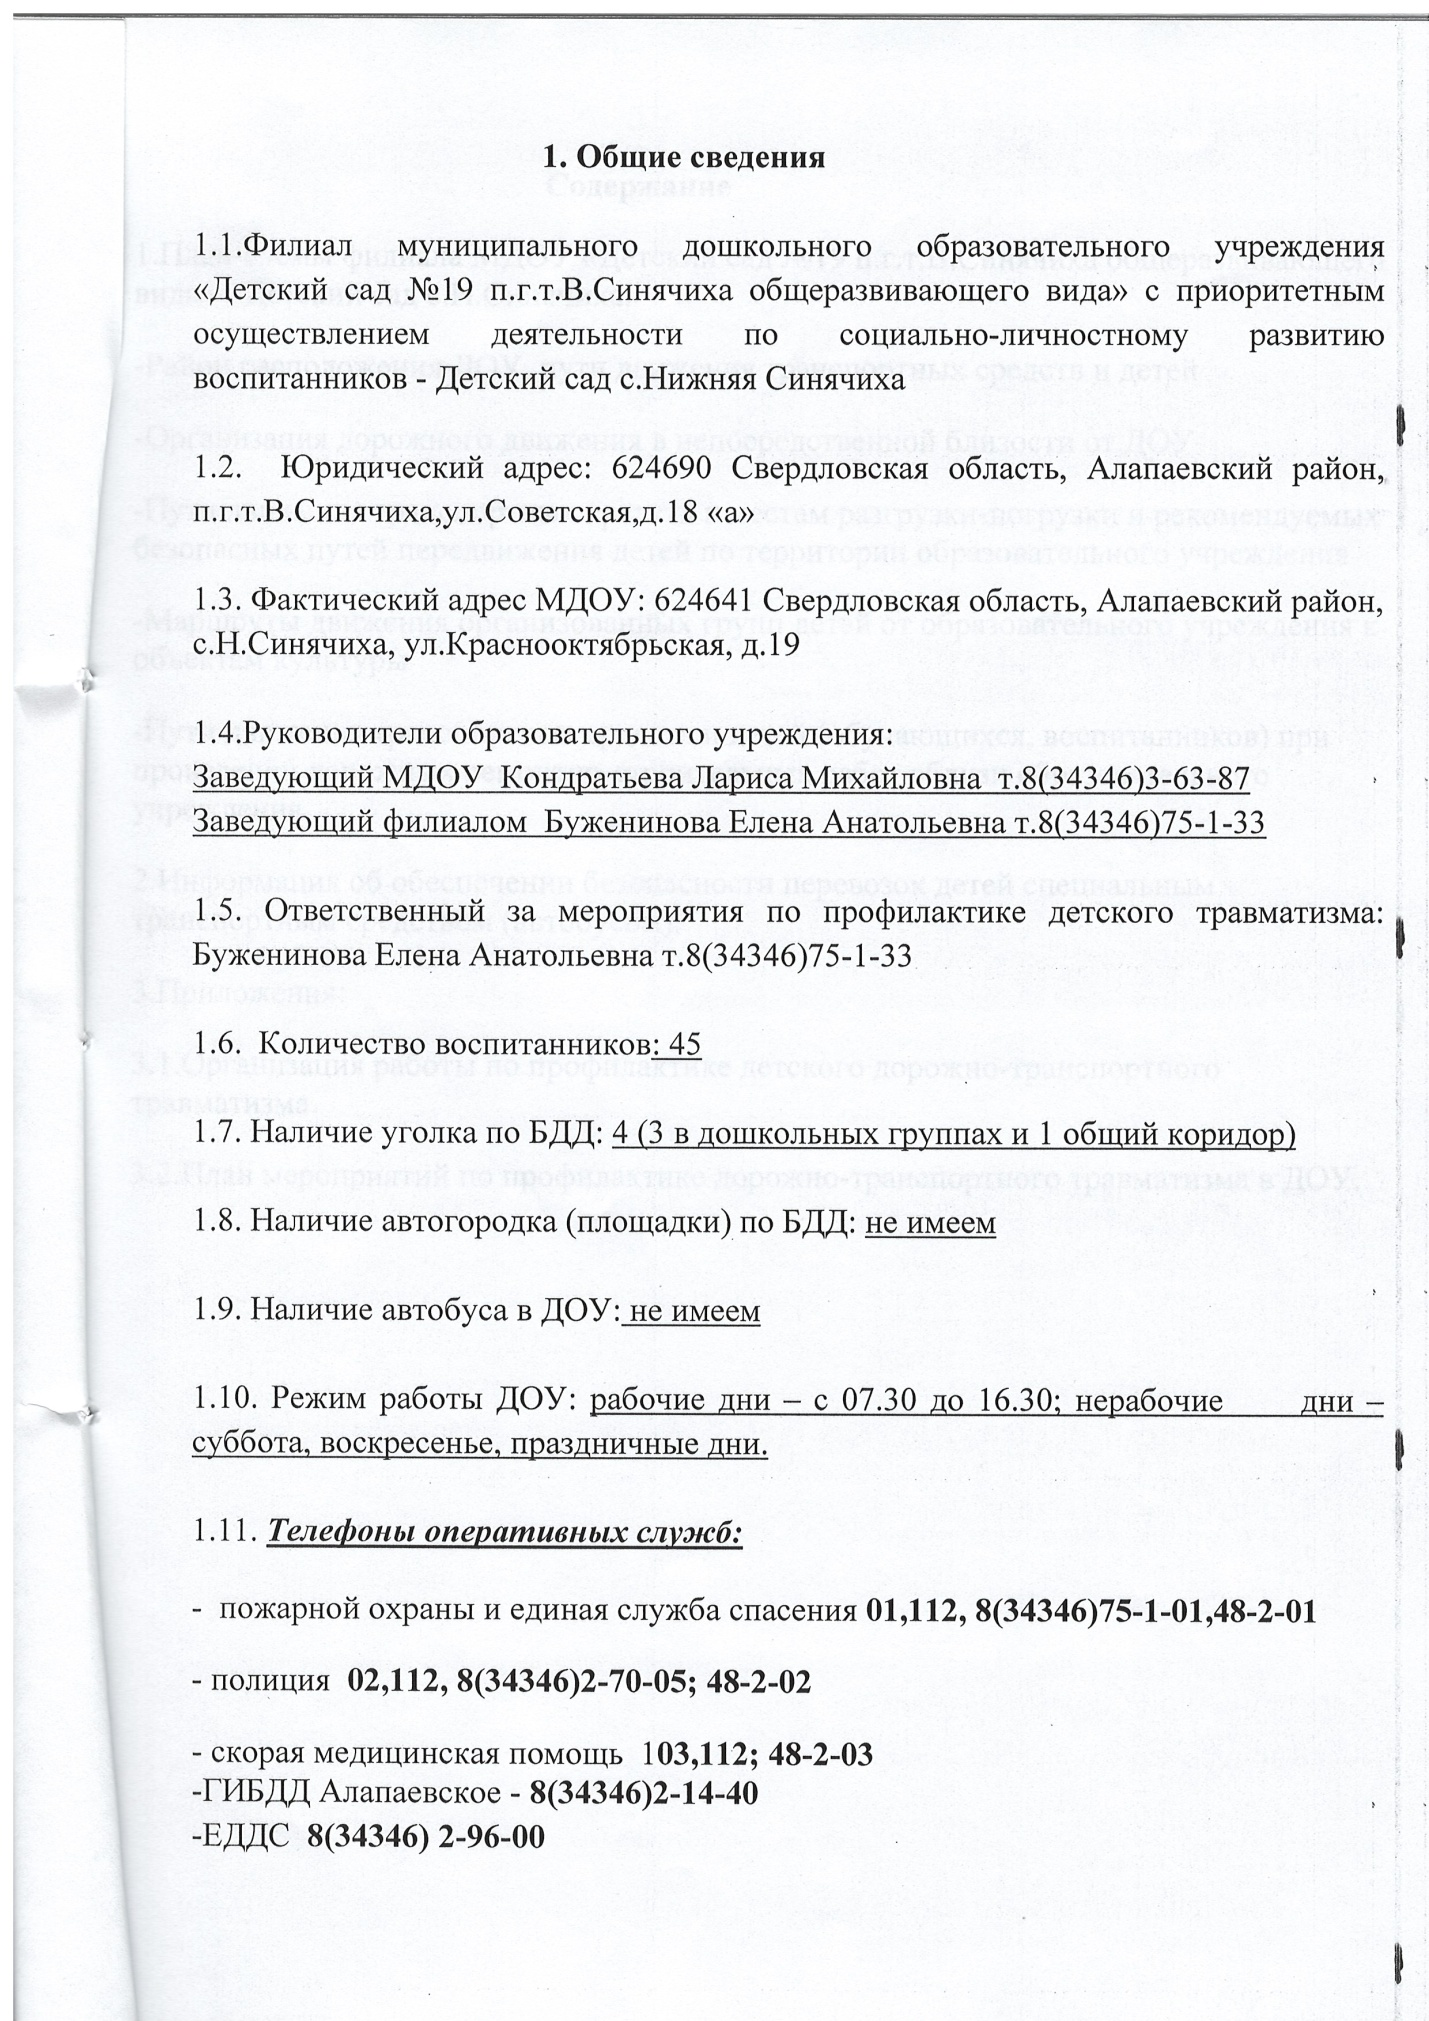 1. Общие сведения
1.1.Филиал муниципального дошкольного образовательного учреждения
«Детский сад №19 п.г.т.В.Синячиха общеразвивающего вида» с приоритетным
осуществлением деятельности по социально-личностному развитию
воспитанников - Детский сад с.Нижняя Синячиха
1.2. Юридический адрес: 624690 Свердловская область, Алапаевский район,
п.г.т.В.Синячиха,ул.Советская,д.18 «а»
1.3. Фактический адрес МДОУ: 624641 Свердловская область, Алапаевский район,
с.Н.Синячиха, ул.Краснооктябрьская, д.19
1.4.Руководители образовательного учреждения:
Заведующий МДОУ Кондратьева Лариса Михайловна т.8(34346)3-63-87
Заведующий филиалом Буженинова Елена Анатольевна т.8(34346)75-1-33
1.5. Ответственный за мероприятия по профилактике детского травматизма:
Буженинова Елена Анатольевна т.8(34346)75-1-33
1.6. Количество воспитанников: 45
1.7. Наличие уголка по БДД: 4 (3 в дошкольных группах и 1 общий коридор)
1.8. Наличие автогородка (площадки) по БДД: не имеем
1.9. Наличие автобуса в ДОУ: не имеем
1.10. Режим работы ДОУ: рабочие дни – с 07.30 до 16.30; нерабочие дни –
суббота, воскресенье, праздничные дни.
1.11. Телефоны оперативных служб:
- пожарной охраны и единая служба спасения 01,112, 8(34346)75-1-01,48-2-01
- полиция 02,112, 8(34346)2-70-05; 48-2-02
- скорая медицинская помощь 103,112; 48-2-03
-ГИБДД Алапаевское - 8(34346)2-14-40
-ЕДДС 8(34346) 2-96-00